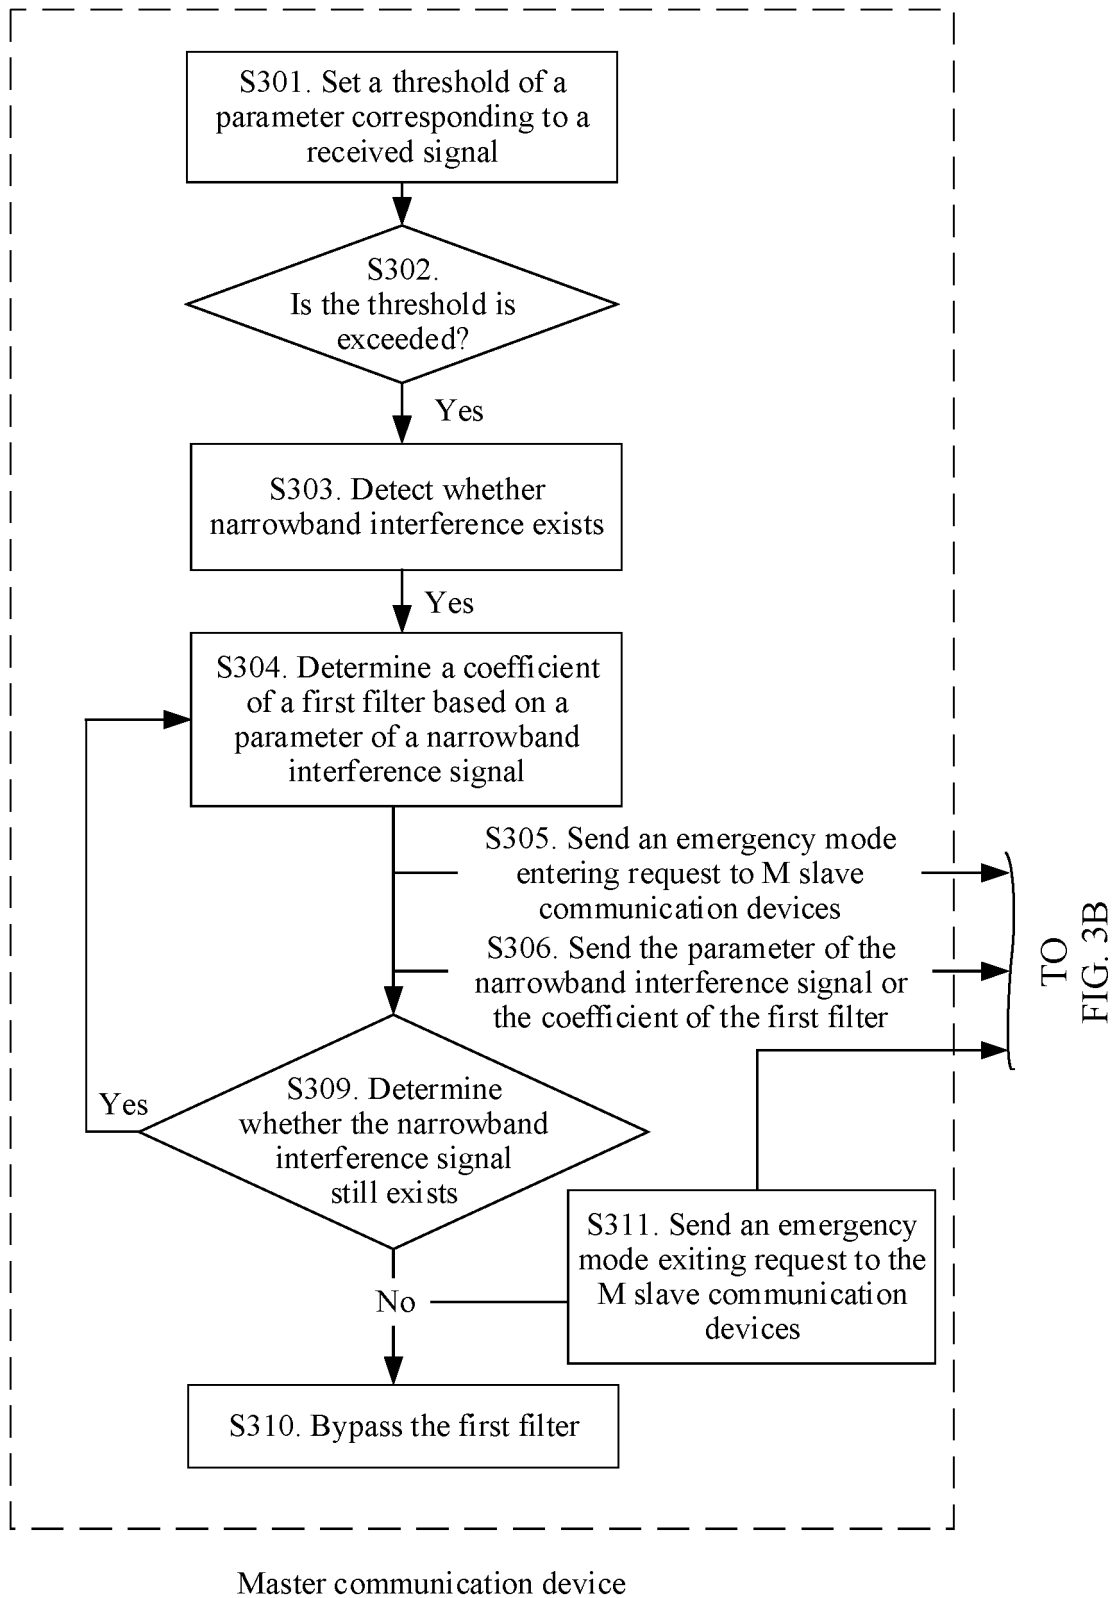 S301. Set a threshold of a
parameter corresponding to a
received signal
S302.
Is the threshold is
exceeded?
Yes
S303. Detect whether
narrowband interference exists
Yes
S304. Determine a coefficient
of a first filter based on a
parameter of a narrowband
interference signal
S305. Send an emergency mode
entering request to M slave
communication devices
S306. Send the parameter of the
narrowband interference signal or
the coefficient of the first filter
TO
FIG. 3B
S309. Determine
whether the narrowband
interference signal
still exists
Yes
S311. Send an emergency
mode exiting request to the
M slave communication
devices
No
S310. Bypass the first filter
Master communication device